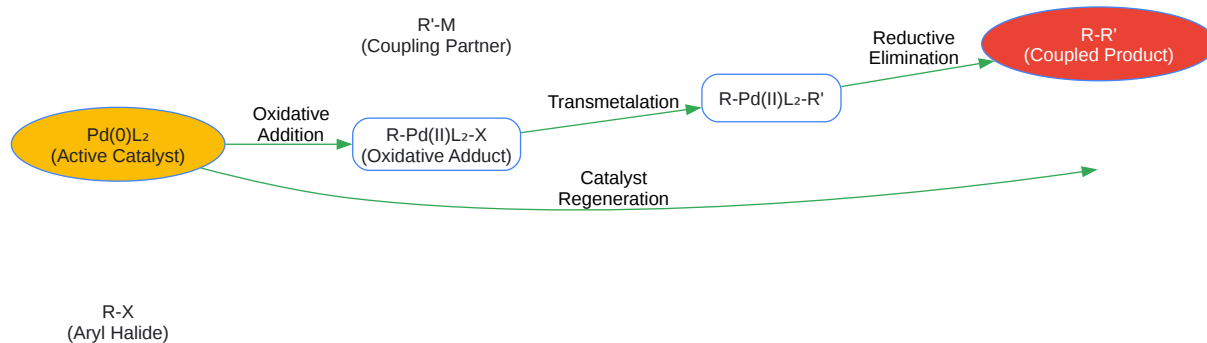 R'-M
(Coupling Partner)
Reductive
Elimination
R-R'
(Coupled Product)
Oxidative
Addition
Transmetalation
R-Pd(II)L₂-R'
Pd(0)L₂
(Active Catalyst)
R-Pd(II)L₂-X
(Oxidative Adduct)
Catalyst
Regeneration
R-X
(Aryl Halide)